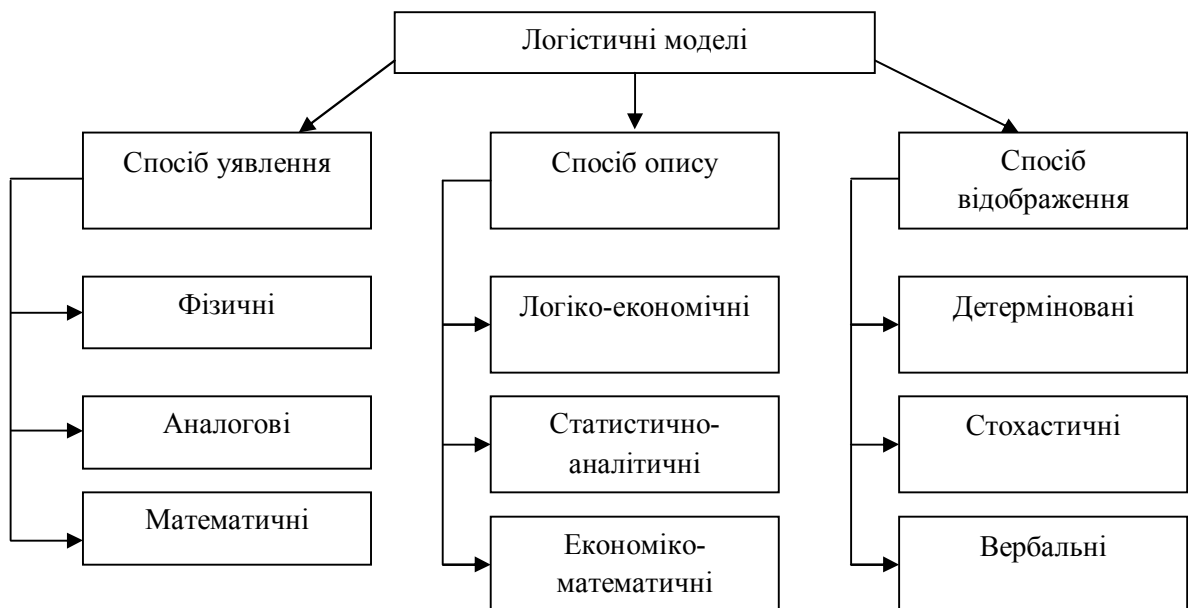 Логістичні моделі
Спосіб уявлення
Фізичні
Аналогові
Математичні
Спосіб опису
Логіко-економічні
Статистично-
аналітичні
Економіко-
математичні
Спосіб
відображення
Детерміновані
Стохастичні
Вербальні